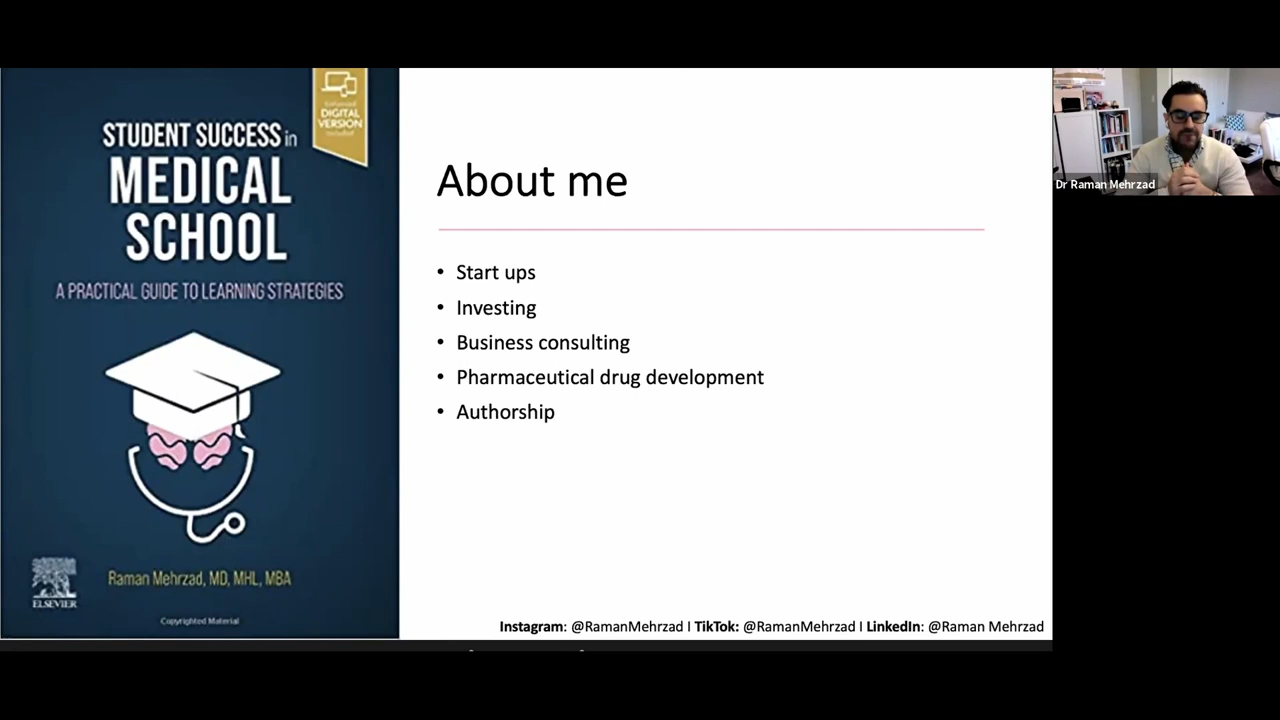 Enhanced
DIGITAL
VERSION
Included
STUDENT SUCCESS in
MEDICAL
SCHOOL
A PRACTICAL GUIDE TO LEARNING STRATEGIES
Raman Mehrzad, MD, MHL, MBA
ELSEVIER
Copyrighted Material
About me
• Start ups
• Investing
• Business consulting
• Pharmaceutical drug development
• Authorship
Instagram: @RamanMehrzad I TikTok: @RamanMehrzad I LinkedIn: @Raman Mehrzad
Dr Raman Mehrzad